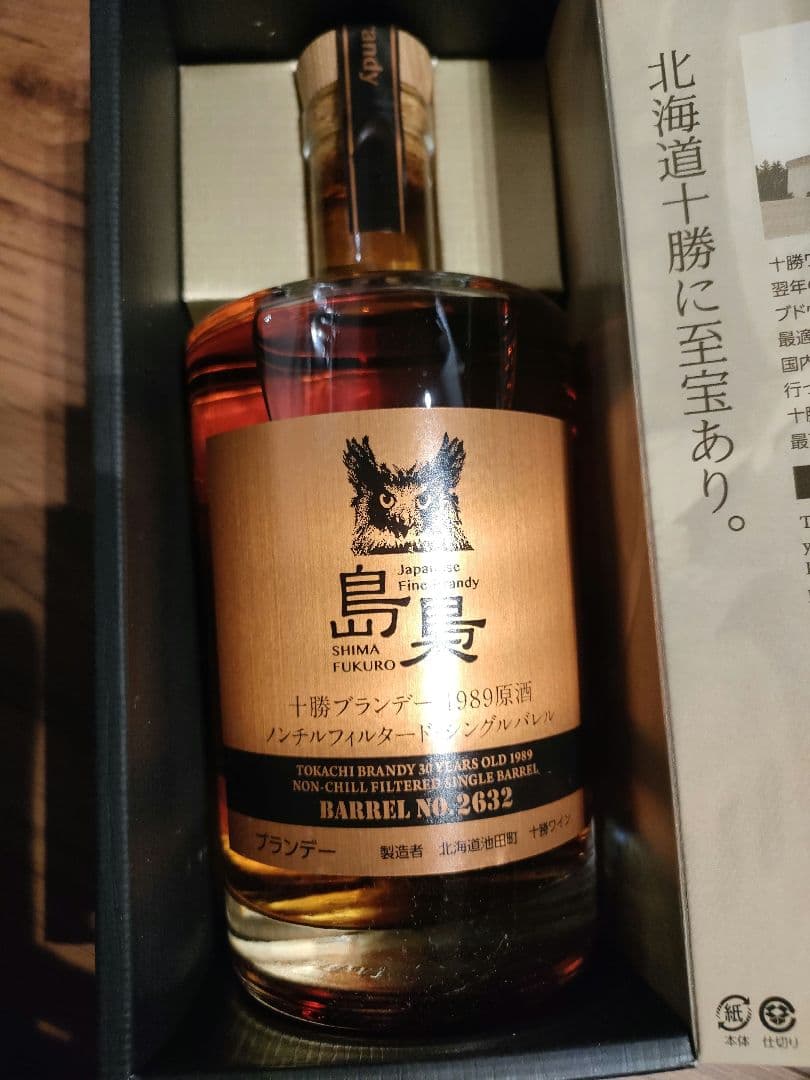 randy
Japanese
Fine Brandy
島梟
SHIMA
FUKURO
十勝ブランデー 1989原酒
ノンチルフィルタード シングルバレル
TOKACHI BRANDY 30 YEARS OLD 1989
NON-CHILL FILTERED SINGLE BARREL
BARREL NO.2632
ブランデー 製造者 北海道池田町 十勝ワイン
北海道十勝に至宝あり。
十勝ワ
翌年の
ブドウ
最適
国内
行っ
十勝
最
T
y
紙
本体
仕切り